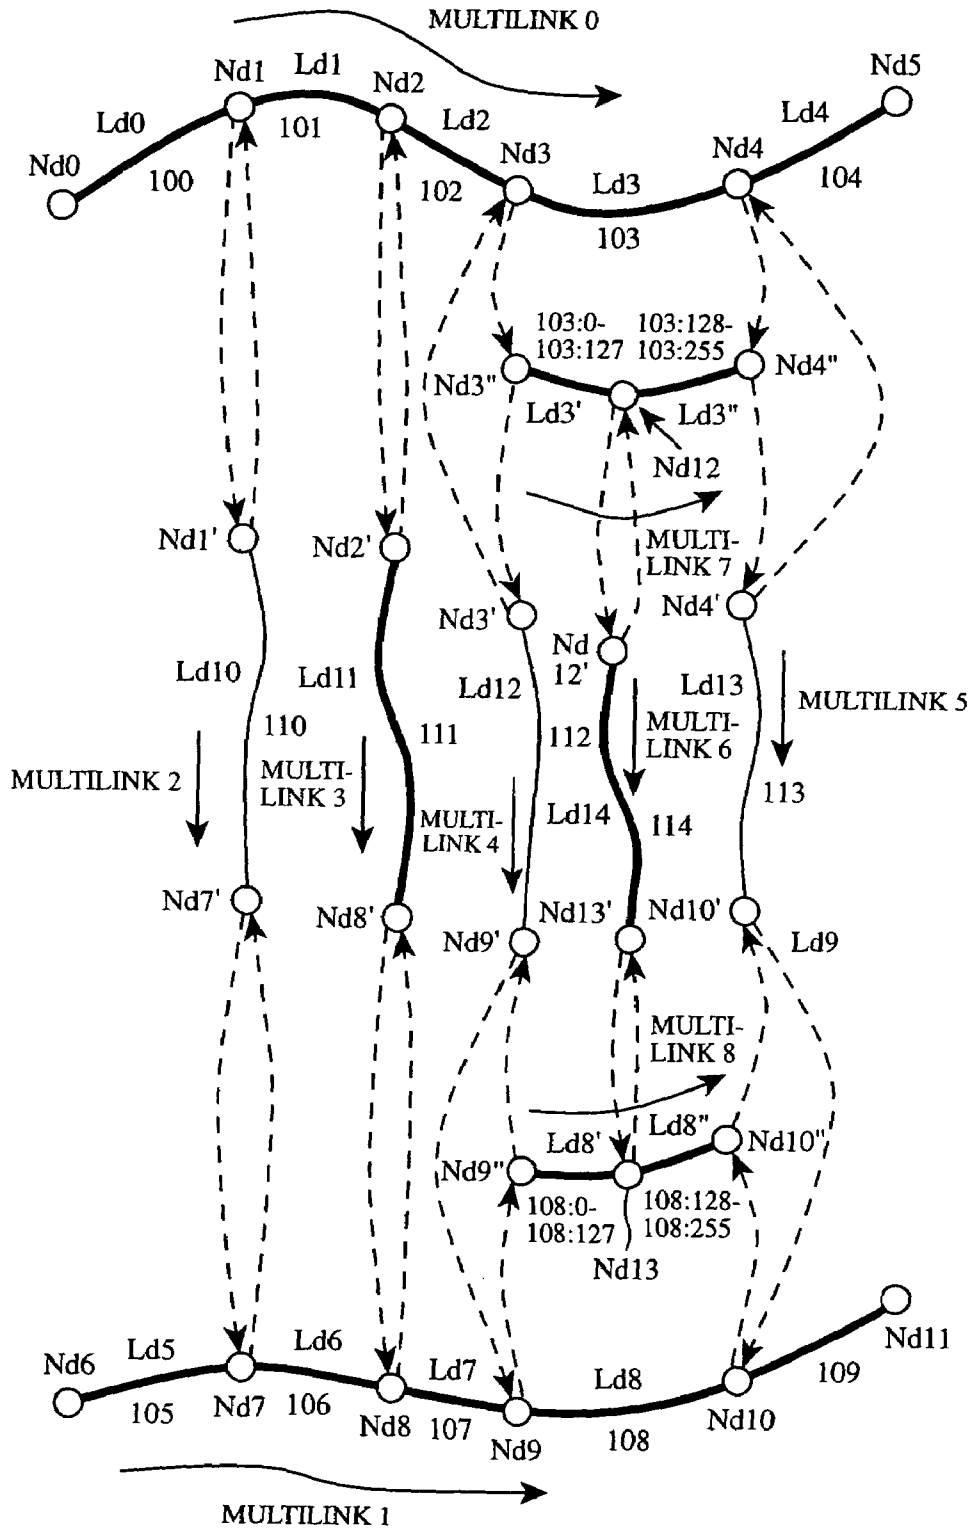 MULTILINK 0
Nd5
Ld1
Nd1
Nd2
Ld4
Ld0
Ld2
101
Nd3
Nd4
Nd0
100
102
Ld3
104
103
103:0-
103:127
103:128-
103:255
Nd3"
Nd4"
Ld3'
Ld3"
Nd12
Nd1'
Nd2'
MULTI-
LINK 7
Nd3'
Nd4'
Nd
12'
Ld10
Ld11
Ld12
Ld13
MULTILINK 5
110
111
112
MULTI-
LINK 6
MULTILINK 2
MULTI-
LINK 3
113
MULTI-
LINK 4
Ld14
114
Nd7'
Nd8'
Nd13'
Nd10'
Nd9'
Ld9
MULTI-
LINK 8
Ld8'
Ld8"
Nd9"
Nd10"
108:0-
108:127
108:128-
108:255
Nd13
Nd6
Ld5
Ld6
Ld7
Ld8
Nd11
109
105
Nd7
106
Nd8
107
Nd9
108
Nd10
MULTILINK 1